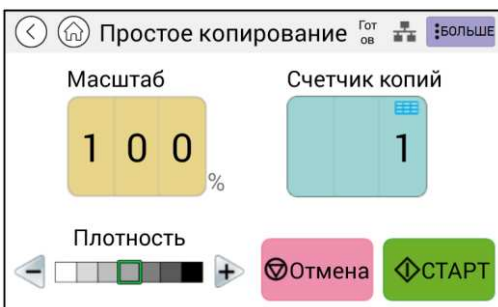 Простое копирование
Гот
ов
БОЛЬШЕ
Масштаб
Счетчик копий
1 0 0
%
1
Плотность
- +
Отмена
СТАРТ